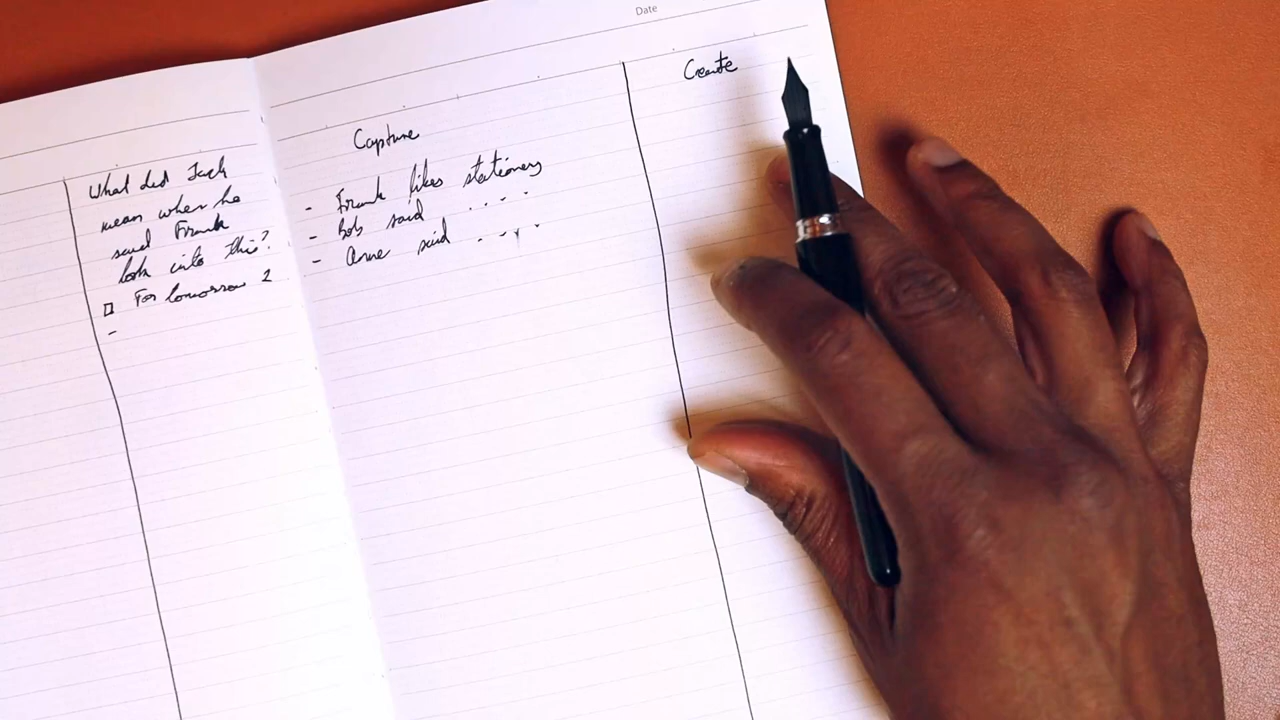 What did Jack
mean when he
said Frank
look into this?
For tomorrow 2
-
Date
Capture
- Frank likes stationery
- Bob said ....
- Anne said .....
Create